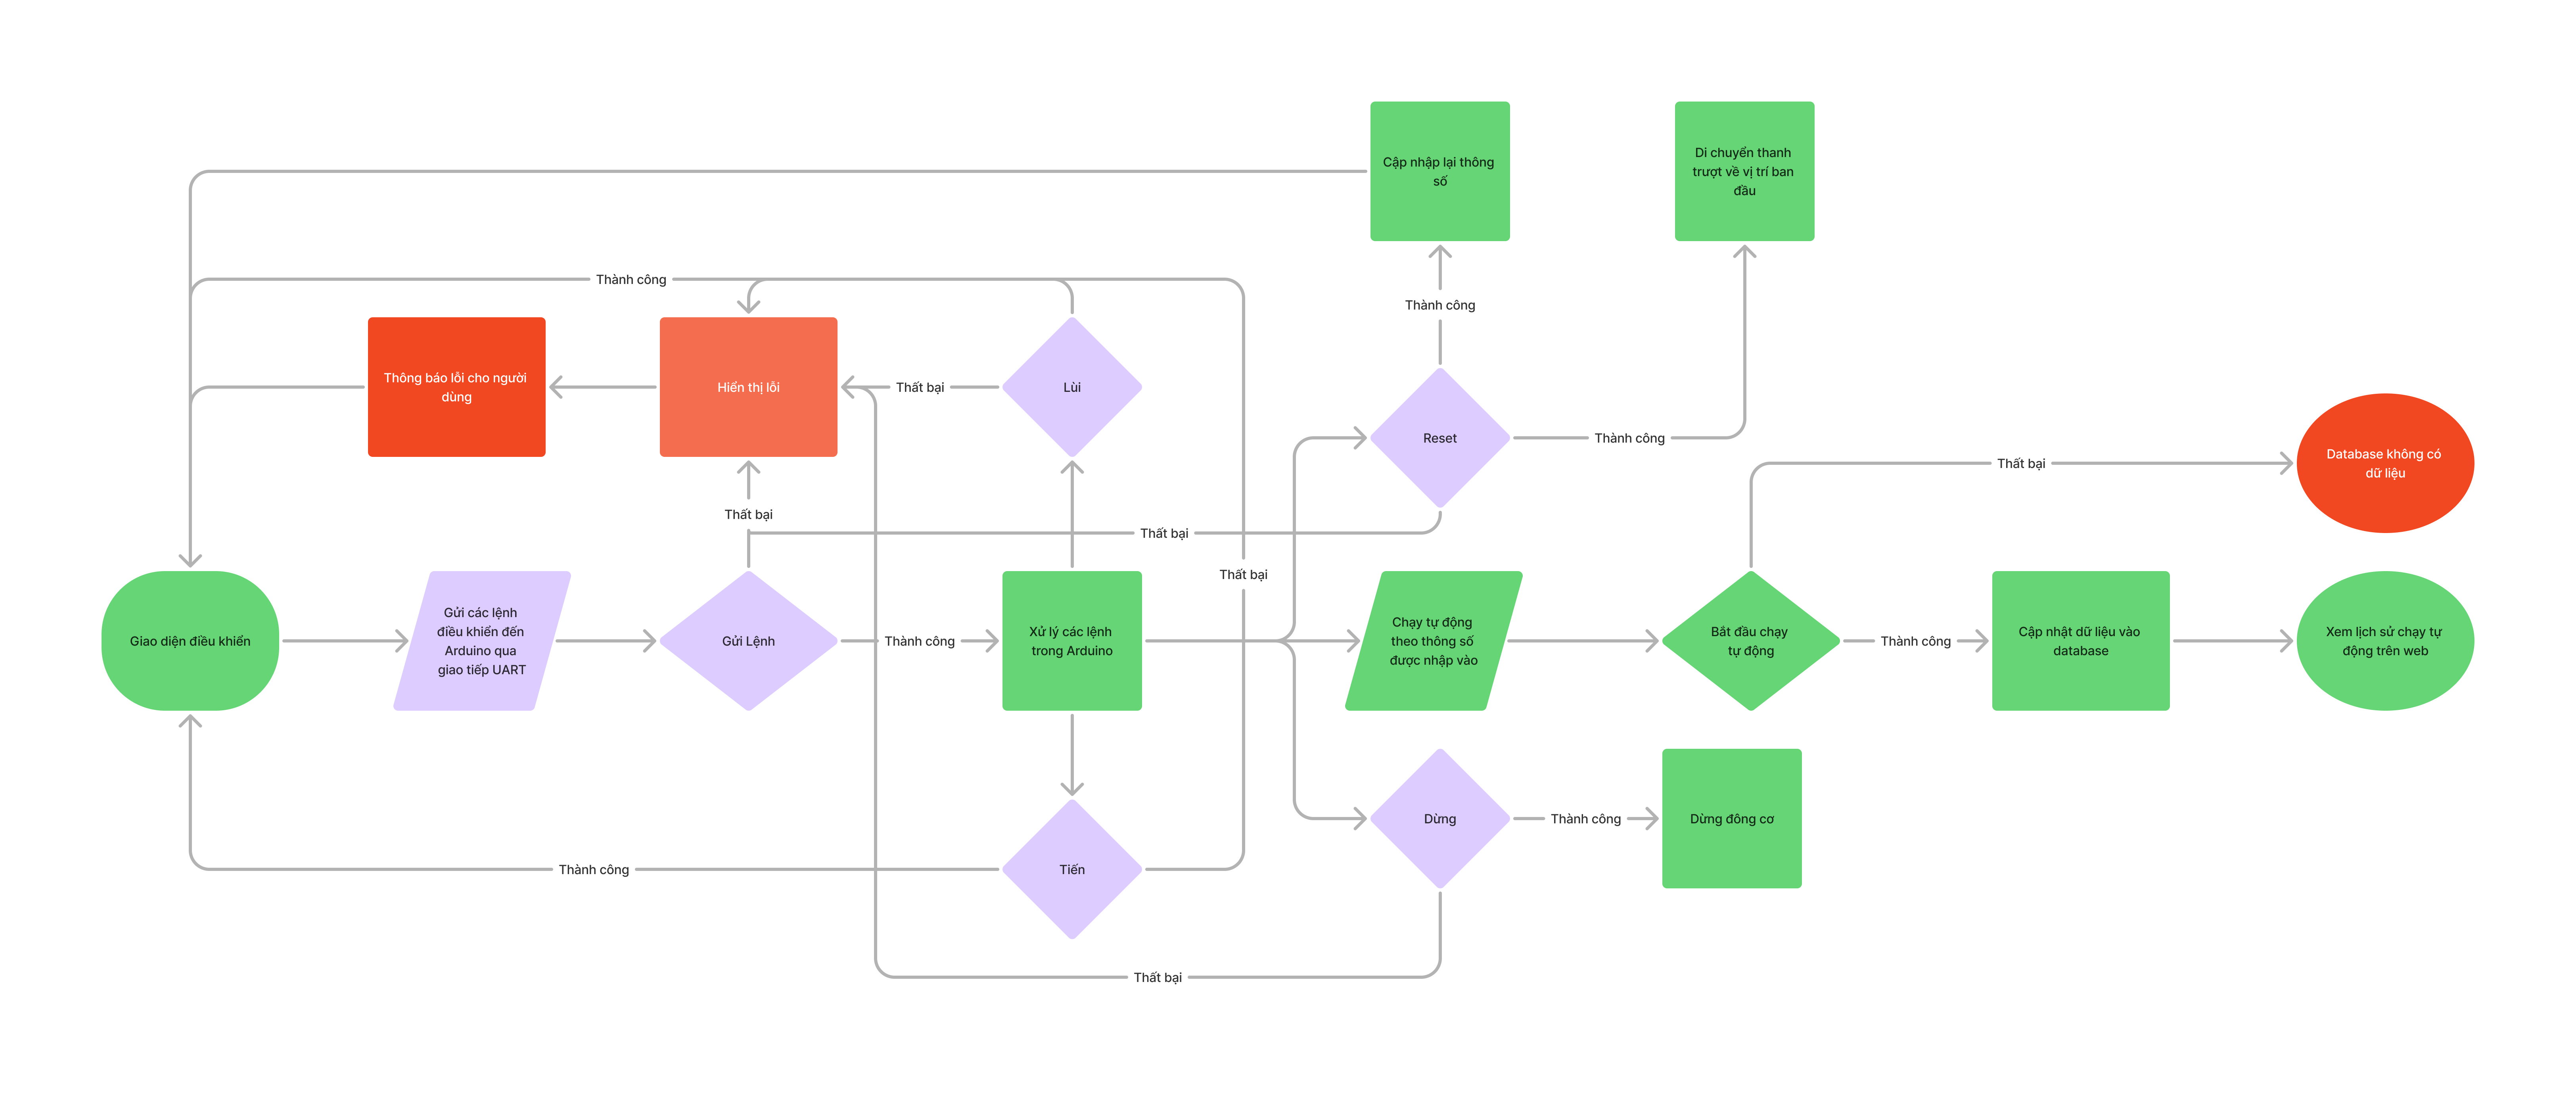 Cập nhập lại thông
số
Di chuyển thanh
trượt về vị trí ban
đầu
Thành công
Thành công
Thông báo lỗi cho người
dùng
Hiển thị lỗi
Thất bại
Lùi
Reset
Thành công
Database không có
dữ liệu
Thất bại
Thất bại
Thất bại
Thất bại
Giao diện điều khiển
Gửi các lệnh
điều khiển đến
Arduino qua
giao tiếp UART
Gửi Lệnh
Thành công
Xử lý các lệnh
trong Arduino
Chạy tự động
theo thông số
được nhập vào
Bắt đầu chạy
tự động
Thành công
Cập nhật dữ liệu vào
database
Xem lịch sử chạy tự
động trên web
Dừng
Thành công
Dừng đông cơ
Thành công
Tiến
Thất bại